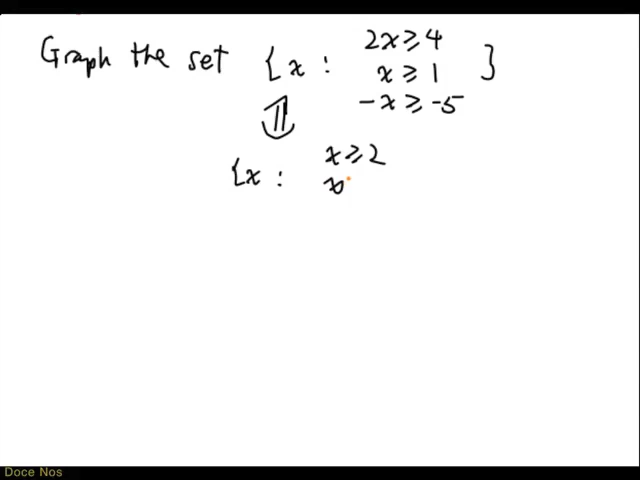 Graph the set {x : 2x ≥ 4
x ≥ 1 }
-x ≥ -5
⇕
{x : x ≥ 2
x
Doce Nos